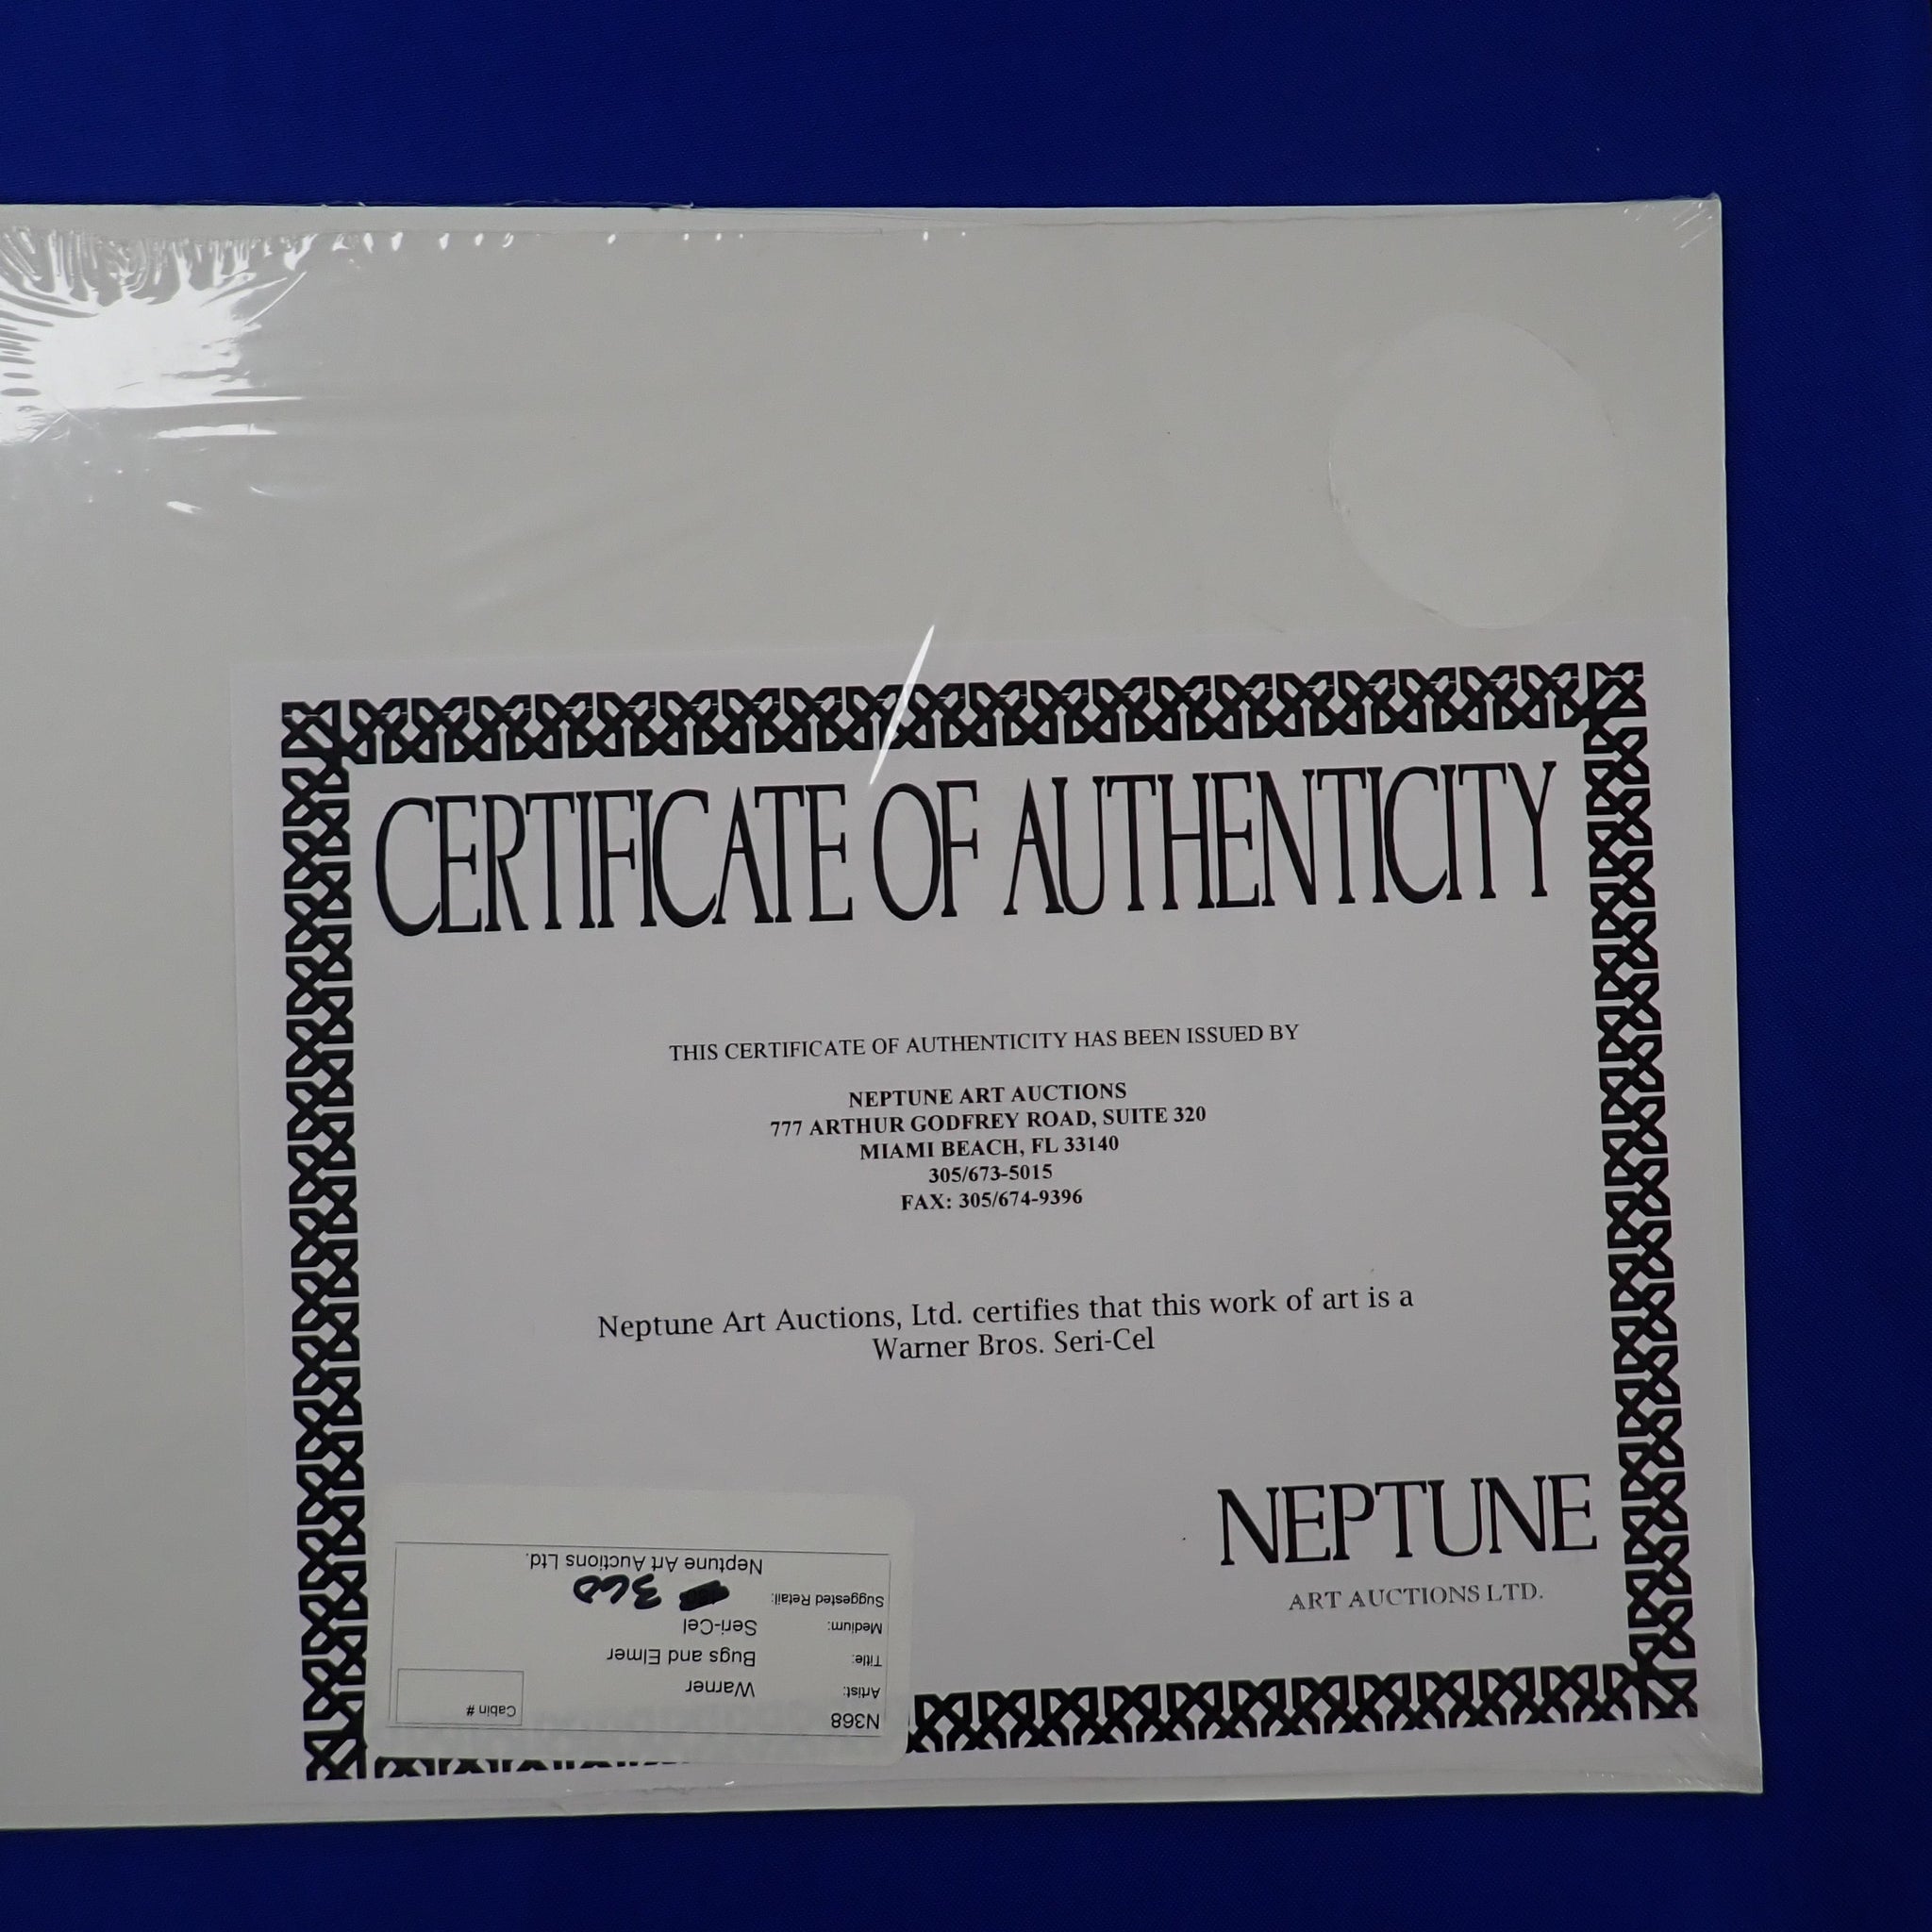 CERTIFICATE OF AUTHENTICITY
THIS CERTIFICATE OF AUTHENTICITY HAS BEEN ISSUED BY
NEPTUNE ART AUCTIONS
777 ARTHUR GODFREY ROAD, SUITE 320
MIAMI BEACH, FL 33140
305/673-5015
FAX: 305/674-9396
Neptune Art Auctions, Ltd. certifies that this work of art is a
Warner Bros. Seri-Cel
NEPTUNE
ART AUCTIONS LTD.
N368
Cabin #
Artist: Warner
Title: Bugs and Elmer
Medium: Seri-Cel
Suggested Retail: 360
Neptune Art Auctions Ltd.